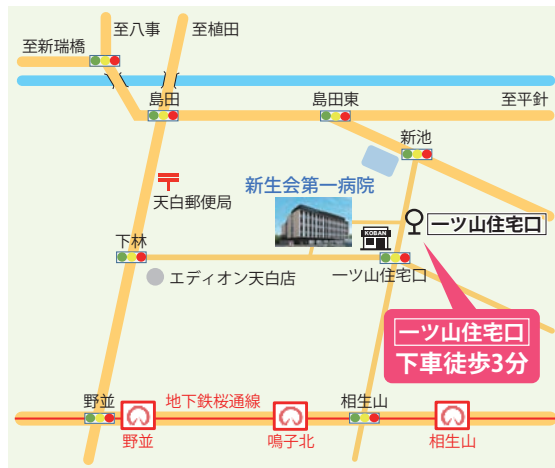 至八事
至植田
至新瑞橋
島田
島田東
至平針
新池
新生会第一病院
天白郵便局
KOBAN
一ツ山住宅口
下林
エディオン天白店
一ツ山住宅口
一ツ山住宅口
下車徒歩3分
野並
地下鉄桜通線
相生山
野並
鳴子北
相生山